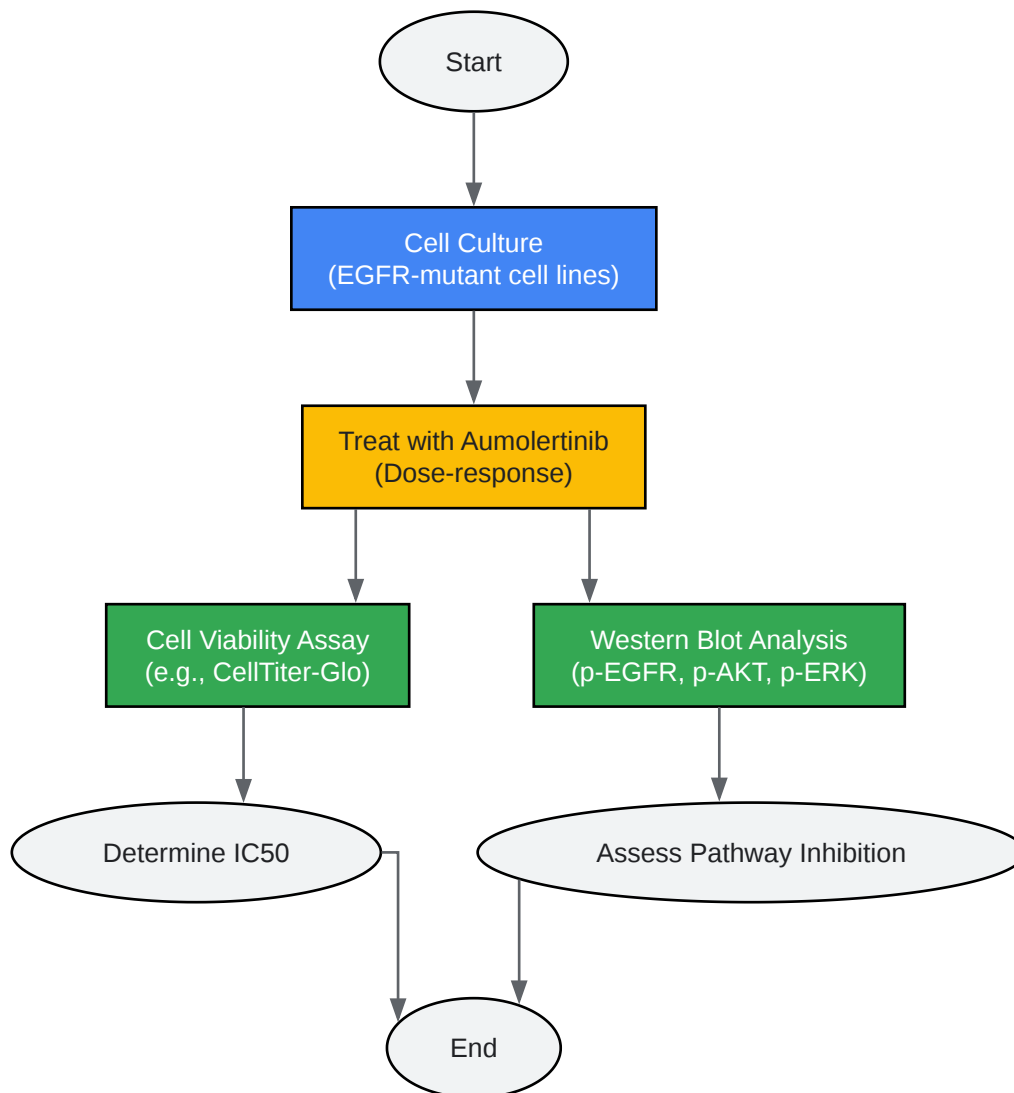 Start
Cell Culture
(EGFR-mutant cell lines)
Treat with Aumolertinib
(Dose-response)
Cell Viability Assay
(e.g., CellTiter-Glo)
Western Blot Analysis
(p-EGFR, p-AKT, p-ERK)
Determine IC50
Assess Pathway Inhibition
End